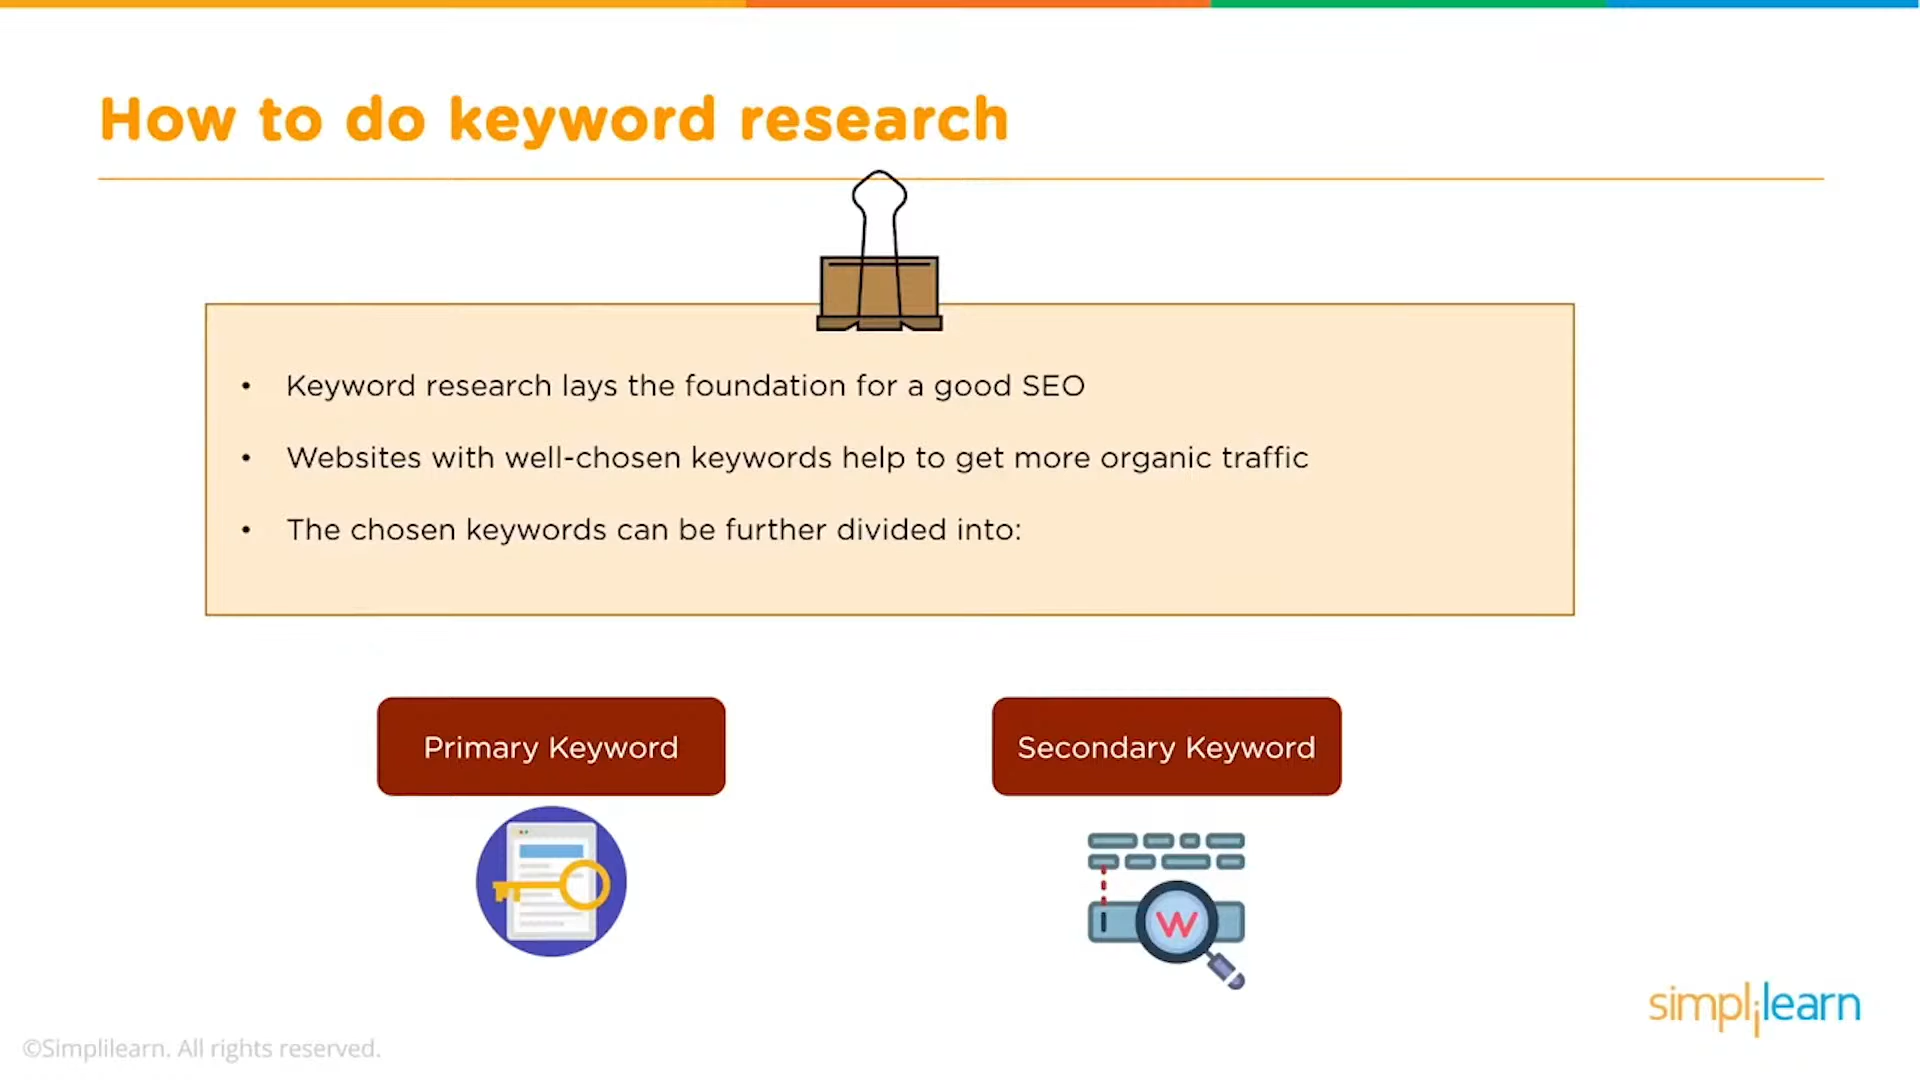 How to do keyword research
• Keyword research lays the foundation for a good SEO
• Websites with well-chosen keywords help to get more organic traffic
• The chosen keywords can be further divided into:
Primary Keyword
Secondary Keyword
W
simplilearn
©Simplilearn. All rights reserved.